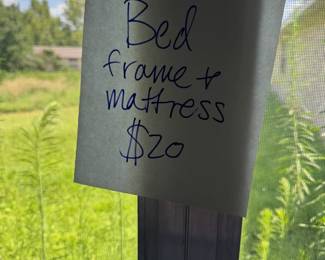 Bed
frame +
mattress
$20